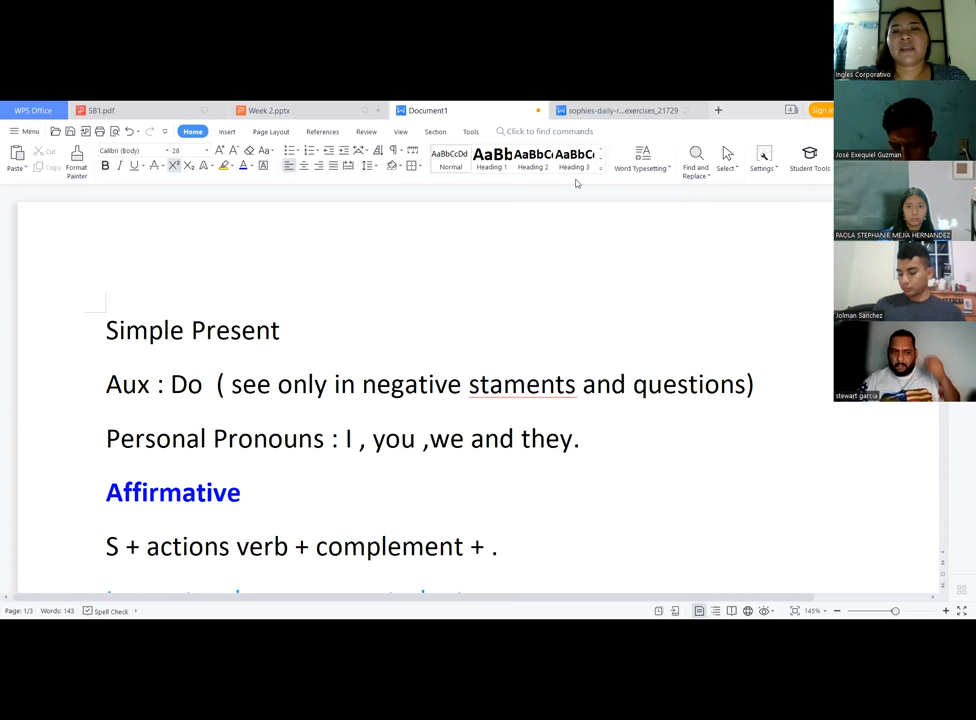 WPS Office SB1.pdf Week 2.pptx Document1 sophies-daily-r...exercises_21729 + 4 Sign in
Menu Home Insert Page Layout References Review View Section Tools Click to find commands
Paste Cut Copy Format Painter Calibri (Body) 28 AaBbCcDd Normal AaBb Heading 1 AaBbC Heading 2 AaBbC Heading 3 Word Typesetting Find and Replace Select Settings Student Tools
Simple Present
Aux : Do ( see only in negative staments and questions)
Personal Pronouns : I , you ,we and they.
Affirmative
S + actions verb + complement + .
Page: 1/3 Words: 143 Spell Check 145%
Ingles Corporativo
José Exequiel Guzman
PAOLA STEPHANIE MEJIA HERNANDEZ
Jolman Sanchez
stewart garcia